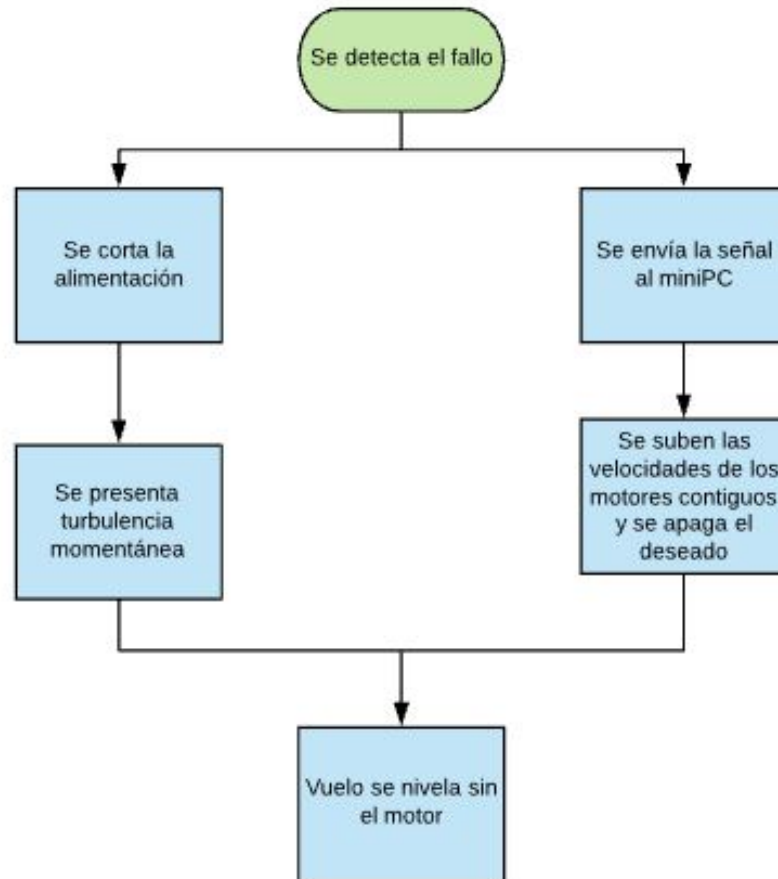 Se detecta el fallo
Se corta la
alimentación
Se envía la señal
al miniPC
Se presenta
turbulencia
momentánea
Se suben las
velocidades de los
motores contiguos
y se apaga el
deseado
Vuelo se nivela sin
el motor